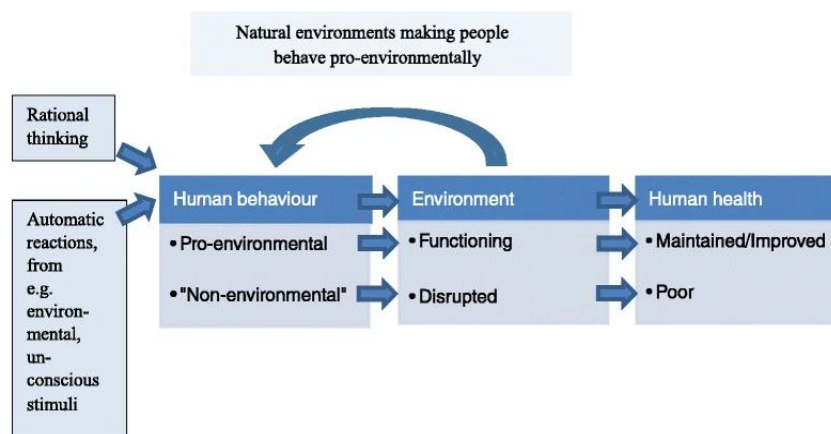 Natural environments making people
behave pro-environmentally
Rational
thinking
Automatic
reactions,
from
e.g.
environ-
mental,
un-
conscious
stimuli
Human behaviour
• Pro-environmental
• "Non-environmental"
Environment
• Functioning
• Disrupted
Human health
• Maintained/Improved
• Poor